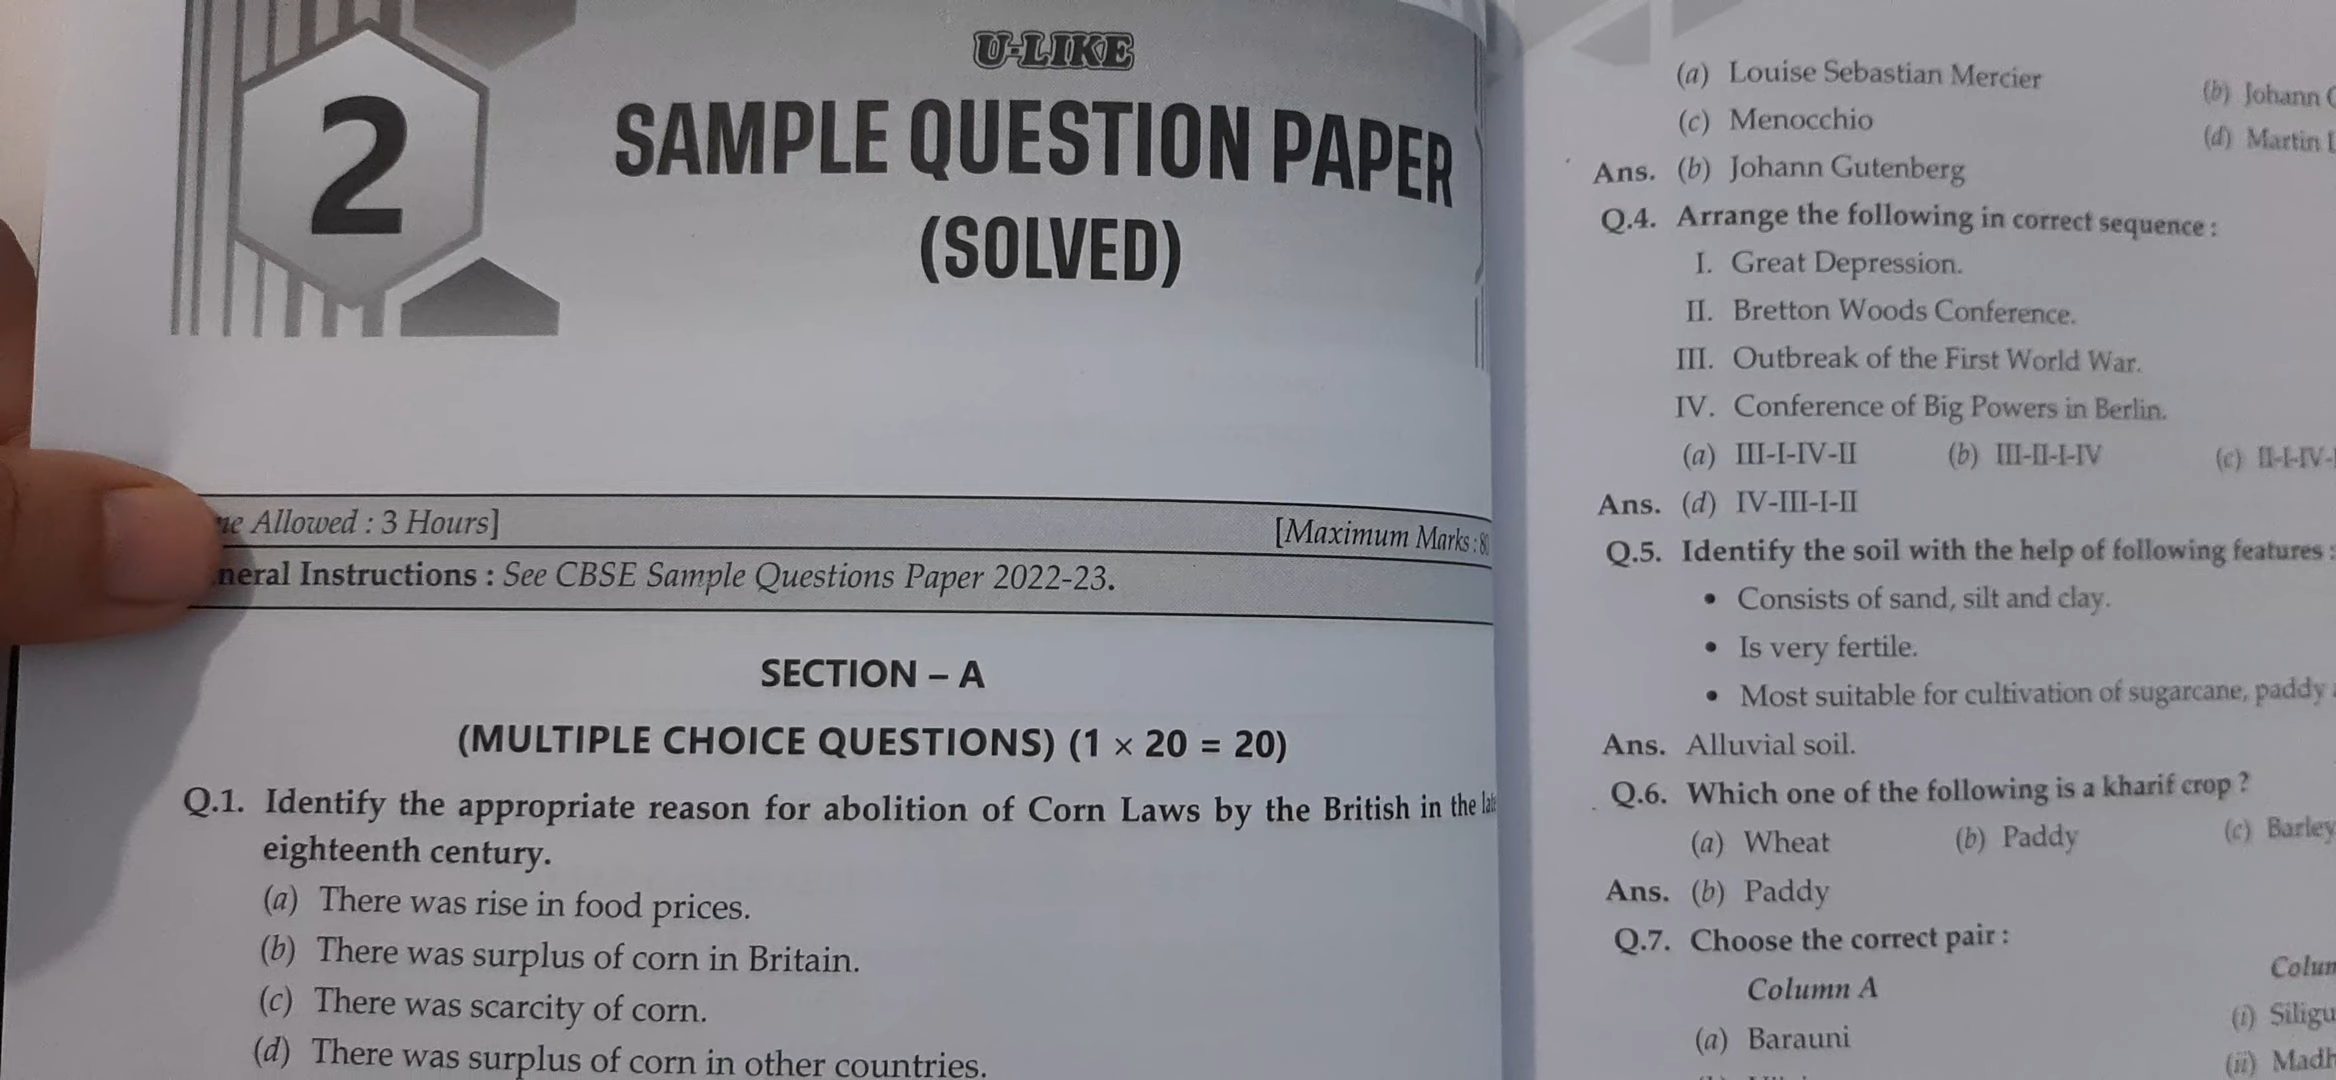 2
U-LIKE
SAMPLE QUESTION PAPER
(SOLVED)
Allowed : 3 Hours]
[Maximum Marks :
Instructions : See CBSE Sample Questions Paper 2022-23.
SECTION – A
(MULTIPLE CHOICE QUESTIONS) (1 × 20 = 20)
Q.1. Identify the appropriate reason for abolition of Corn Laws by the British in the
eighteenth century.
(a) There was rise in food prices.
(b) There was surplus of corn in Britain.
(c) There was scarcity of corn.
(d) There was surplus of corn in other countries.
(a) Louise Sebastian Mercier
(b) Johann
(c) Menocchio
(d) Martin
Ans. (b) Johann Gutenberg
Q.4. Arrange the following in correct sequence :
I. Great Depression.
II. Bretton Woods Conference.
III. Outbreak of the First World War.
IV. Conference of Big Powers in Berlin.
(a) III-I-IV-II (b) III-II-I-IV (c) II-I-IV-
Ans. (d) IV-III-I-II
Q.5. Identify the soil with the help of following features :
• Consists of sand, silt and clay.
• Is very fertile.
• Most suitable for cultivation of sugarcane, paddy
Ans. Alluvial soil.
Q.6. Which one of the following is a kharif crop ?
(a) Wheat (b) Paddy (c) Barley
Ans. (b) Paddy
Q.7. Choose the correct pair :
Column A
(a) Barauni
(i)
(ii)